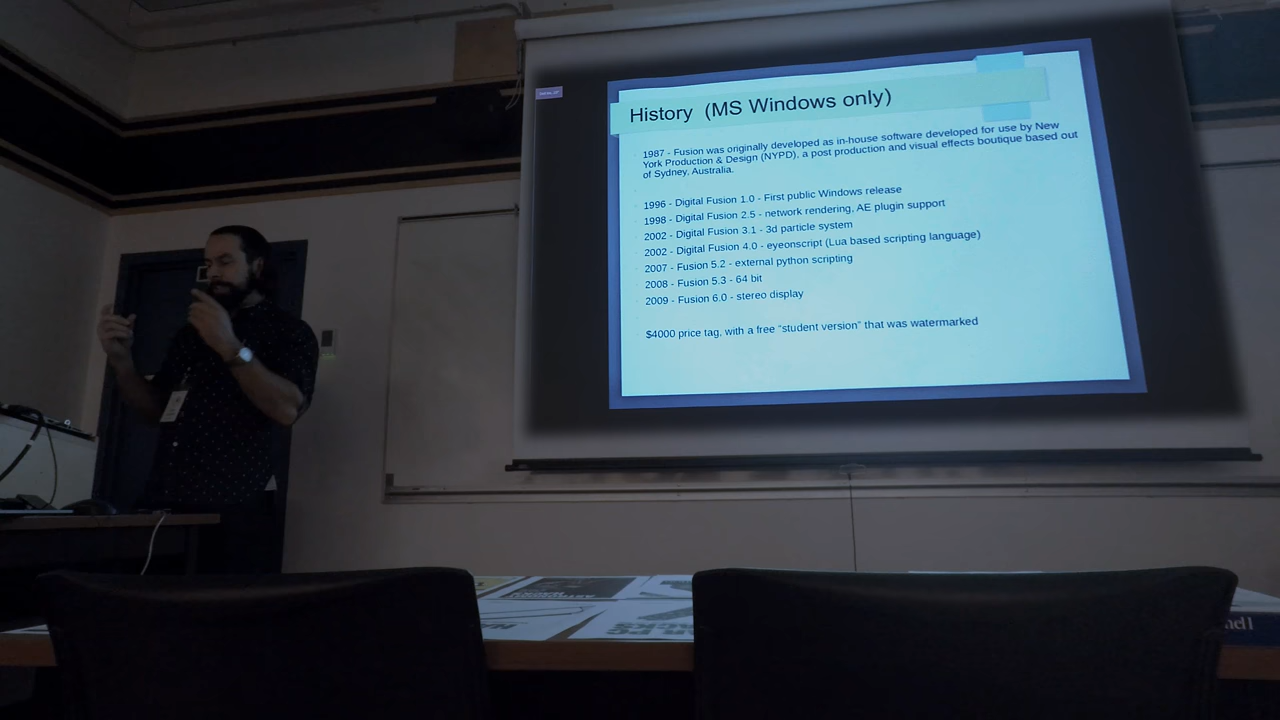 History (MS Windows only)
1987 - Fusion was originally developed as in-house software developed for use by New
York Production & Design (NYPD), a post production and visual effects boutique based out
of Sydney, Australia.
1996 - Digital Fusion 1.0 - First public Windows release
1998 - Digital Fusion 2.5 - network rendering, AE plugin support
2002 - Digital Fusion 3.1 - 3d particle system
2002 - Digital Fusion 4.0 - eyeonscript (Lua based scripting language)
2007 - Fusion 5.2 - external python scripting
2008 - Fusion 5.3 - 64 bit
2009 - Fusion 6.0 - stereo display
$4000 price tag, with a free “student version” that was watermarked